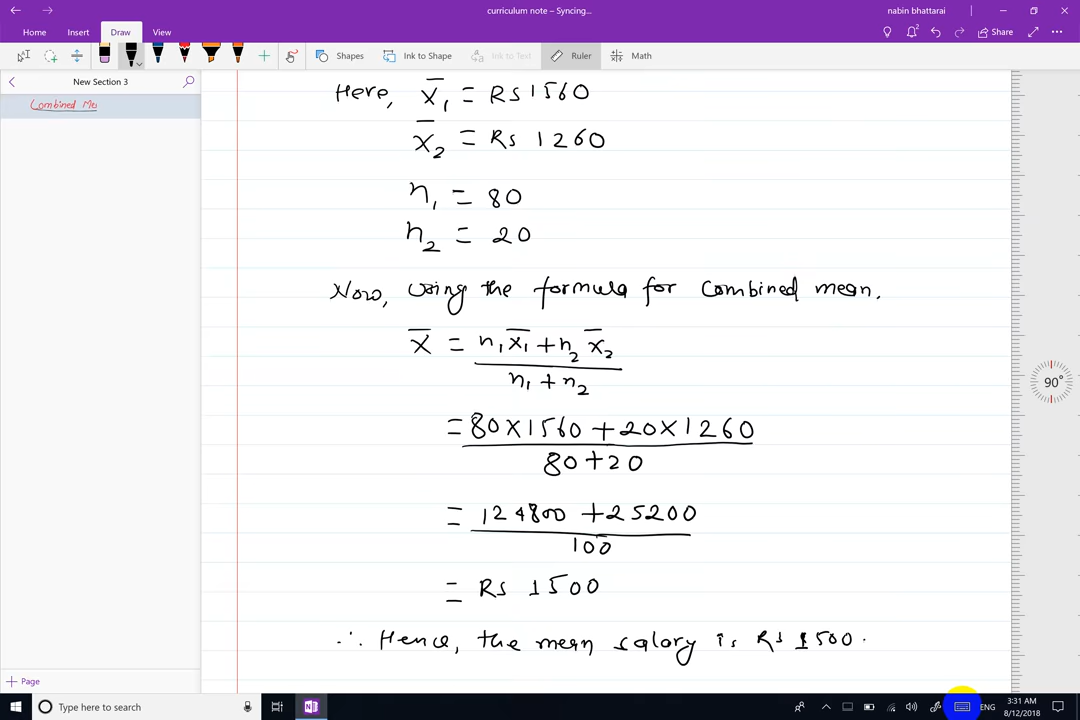 curriculum note – Syncing...
nabin bhattarai
Home Insert Draw View
Share
Shapes Ink to Shape Ink to Text Ruler Math
New Section 3
Combined Me
Here, x̄₁ = Rs 1560
x̄₂ = Rs 1260
n₁ = 80
n₂ = 20
Now, using the formula for combined mean.
x̄ = n₁x̄₁ + n₂x̄₂
n₁ + n₂
= 80×1560 + 20×1260
80+20
= 124800 + 25200
100
= Rs 1500
∴ Hence, the mean salary is Rs 1500.
90°
+ Page
Type here to search
ENG
3:31 AM
8/12/2018